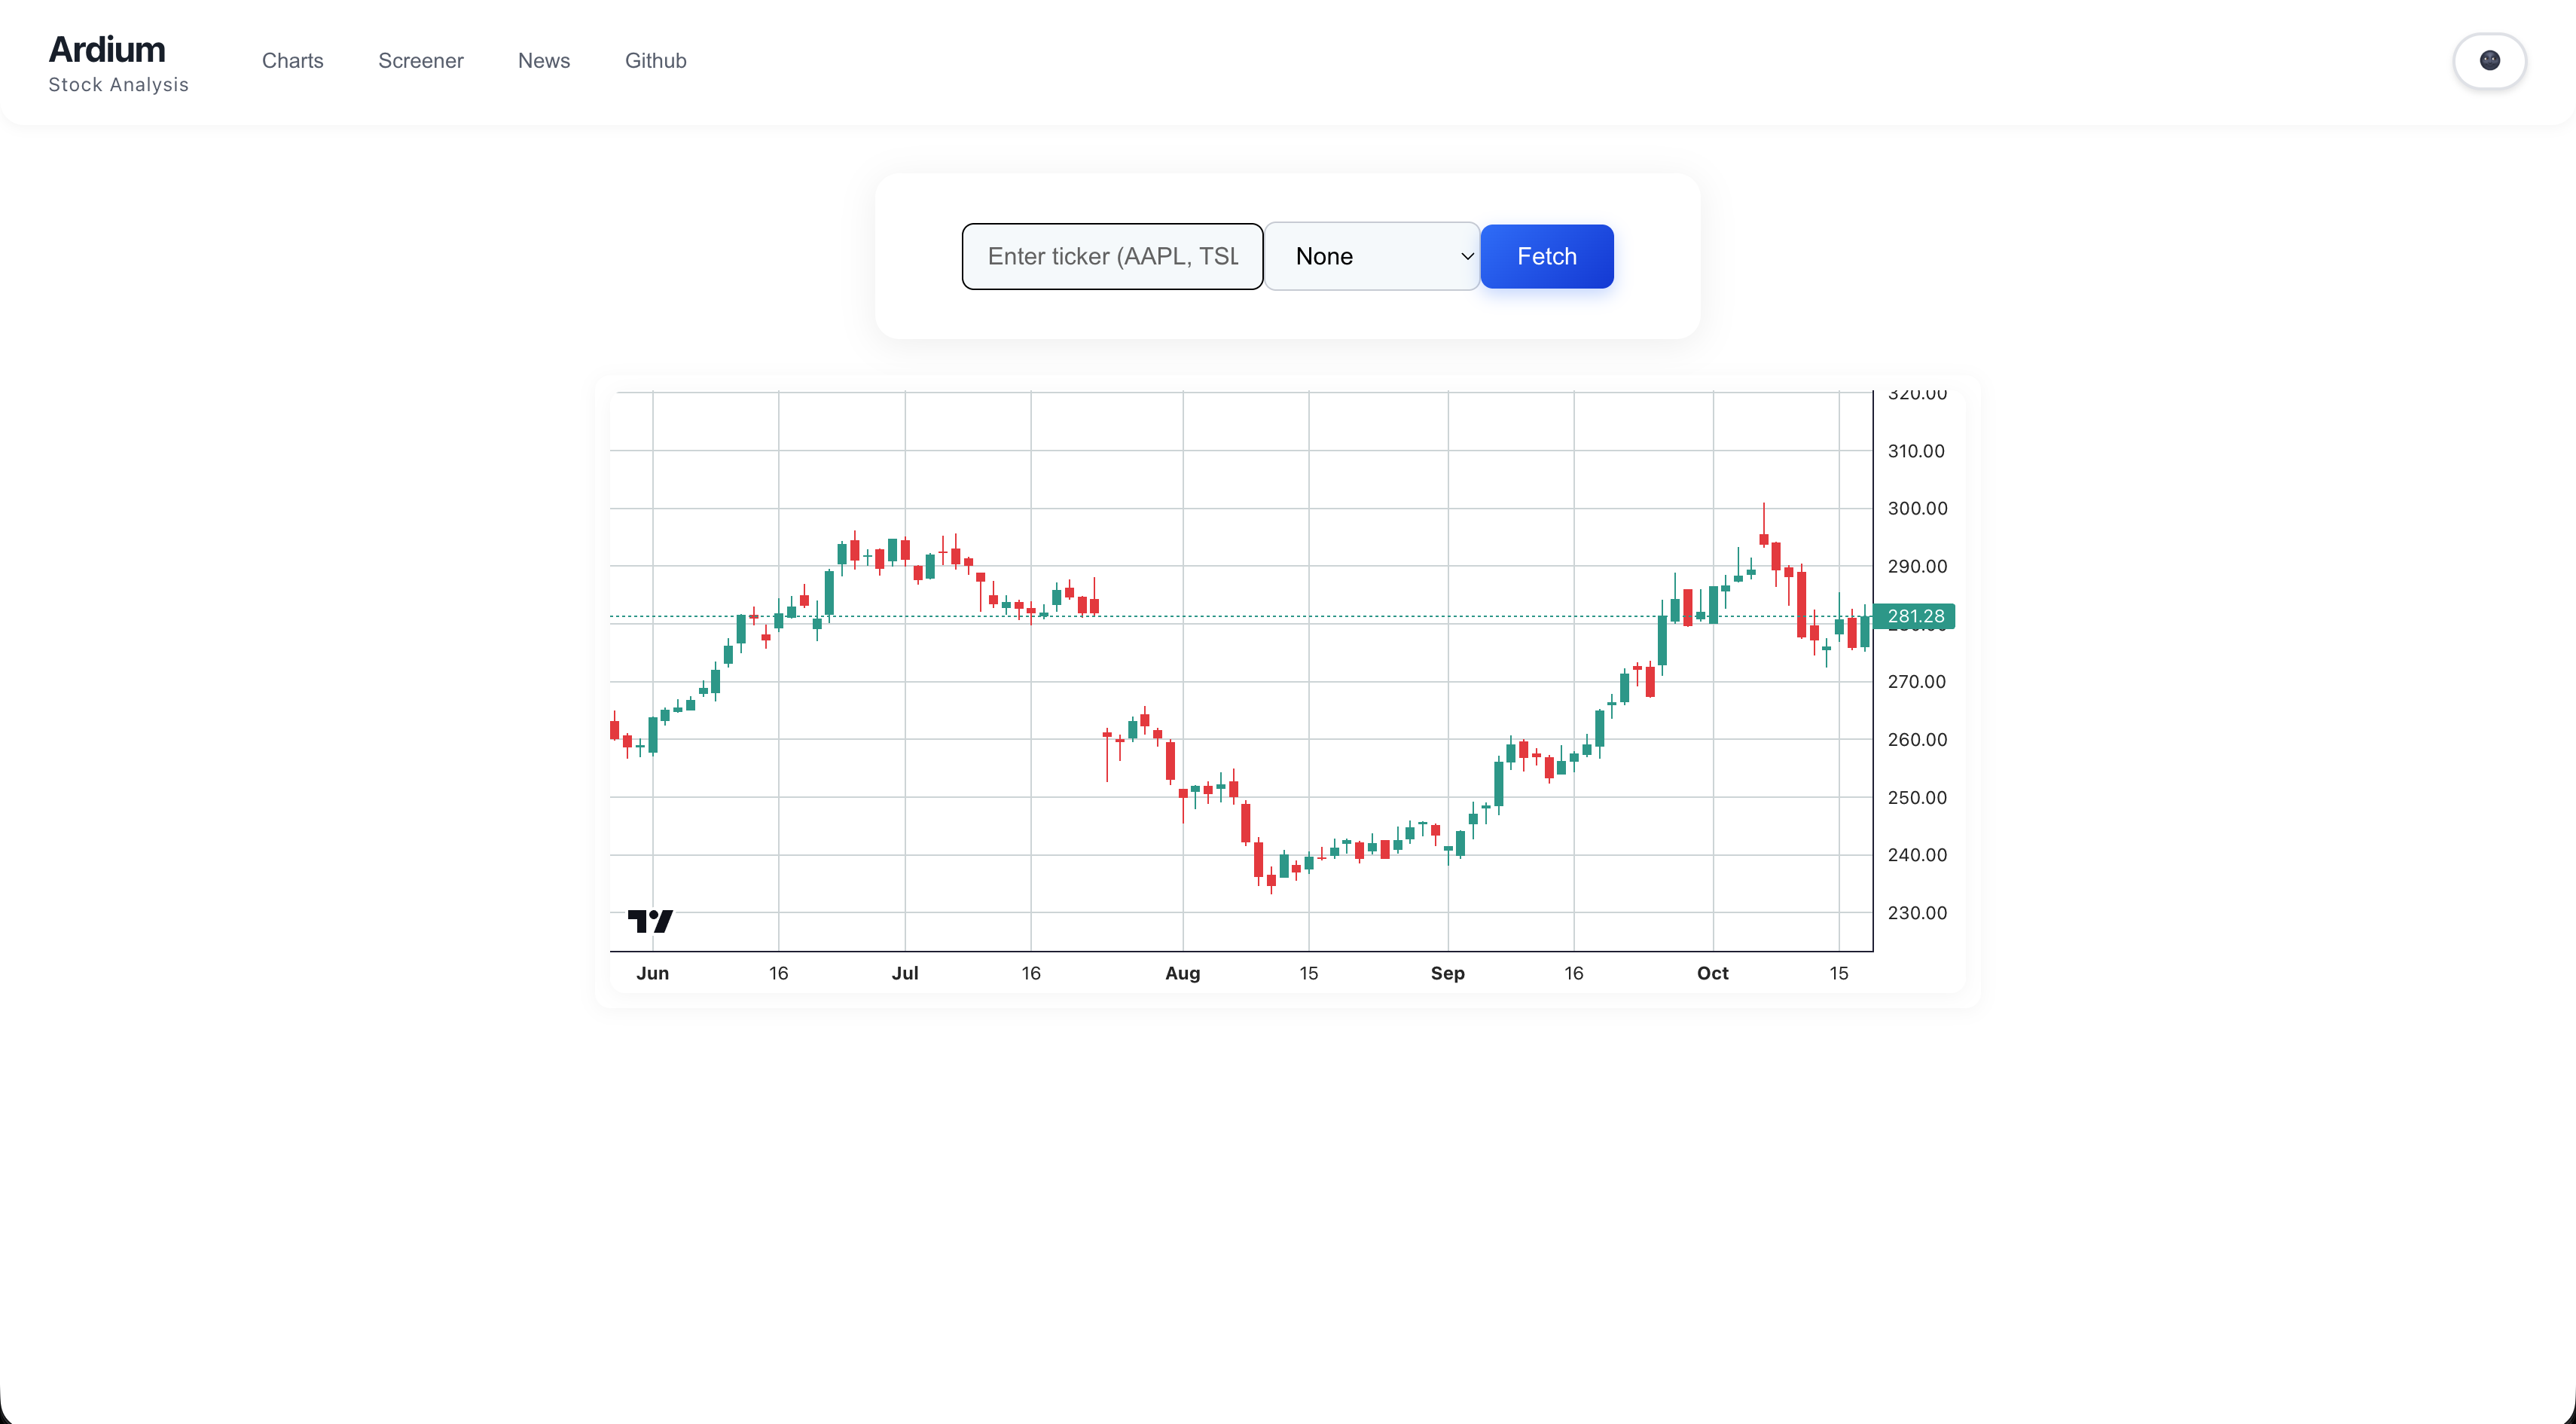 Ardium
Stock Analysis
Charts
Screener
News
Github
Enter ticker (AAPL, TSL
None
Fetch
320.00
310.00
300.00
290.00
281.28
270.00
260.00
250.00
240.00
230.00
Jun
16
Jul
16
Aug
15
Sep
16
Oct
15